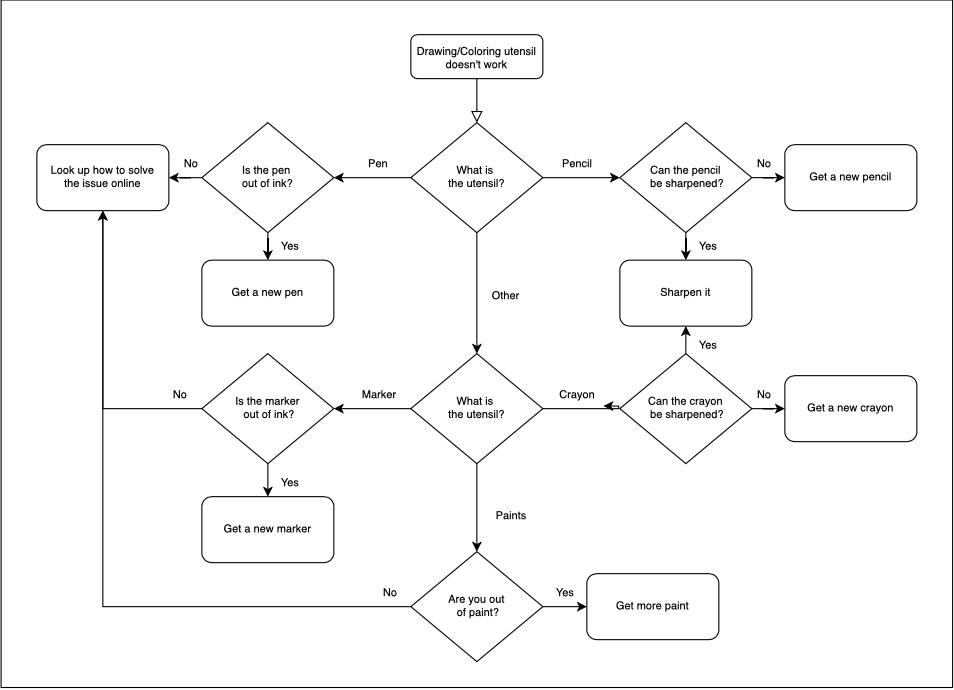 Drawing/Coloring utensil
doesn't work
Look up how to solve
the issue online
No
Is the pen
out of ink?
Pen
What is
the utensil?
Pencil
Can the pencil
be sharpened?
No
Get a new pencil
Yes
Yes
Get a new pen
Other
Sharpen it
Yes
No
Is the marker
out of ink?
Marker
What is
the utensil?
Crayon
Can the crayon
be sharpened?
No
Get a new crayon
Yes
Get a new marker
Paints
No
Are you out
of paint?
Yes
Get more paint